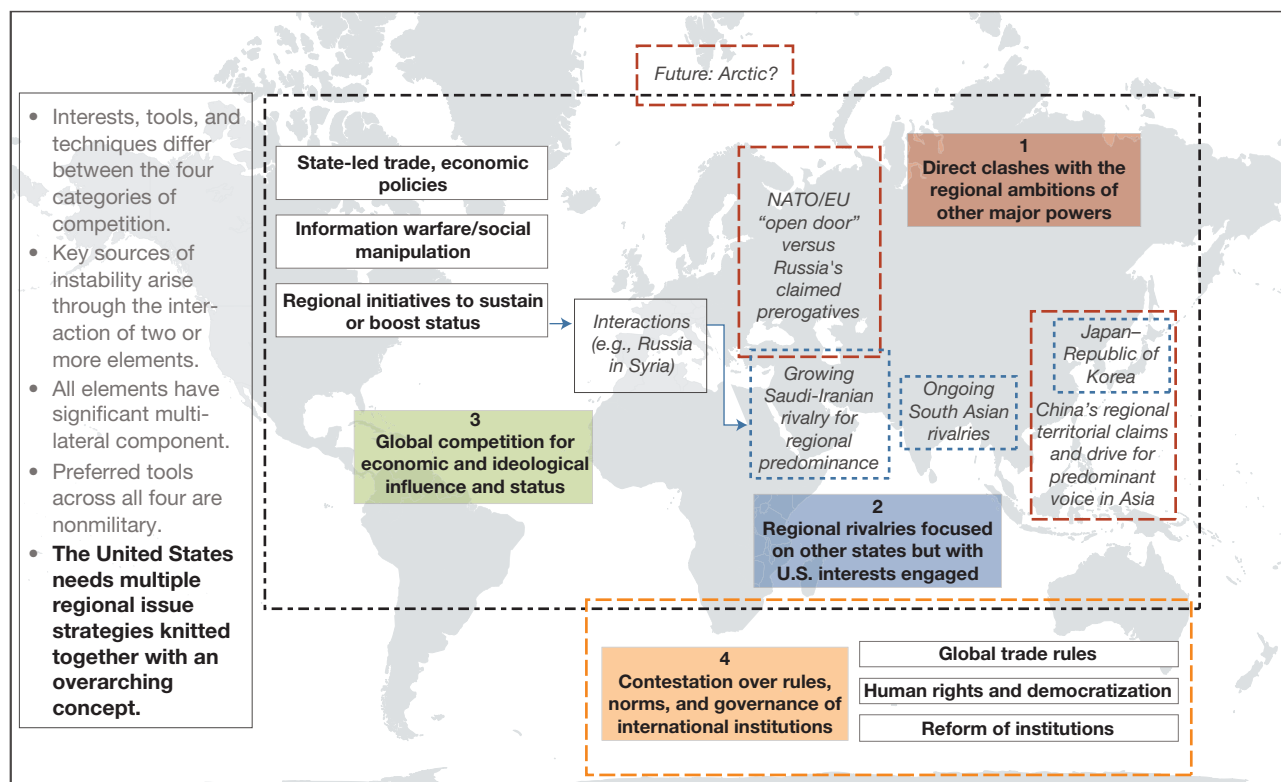 Future: Arctic?
• Interests, tools, and
techniques differ
between the four
categories of
competition.
• Key sources of
instability arise
through the inter-
action of two or
more elements.
• All elements have
significant multi-
lateral component.
• Preferred tools
across all four are
nonmilitary.
• The United States
needs multiple
regional issue
strategies knitted
together with an
overarching
concept.
State-led trade, economic
policies
Information warfare/social
manipulation
Regional initiatives to sustain
or boost status
Interactions
(e.g., Russia
in Syria)
3
Global competition for
economic and ideological
influence and status
NATO/EU
“open door”
versus
Russia's
claimed
prerogatives
1
Direct clashes with the
regional ambitions of
other major powers
Growing
Saudi-Iranian
rivalry for
regional
predominance
Ongoing
South Asian
rivalries
Japan–
Republic of
Korea
China’s regional
territorial claims
and drive for
predominant
voice in Asia
2
Regional rivalries focused
on other states but with
U.S. interests engaged
4
Contestation over rules,
norms, and governance of
international institutions
Global trade rules
Human rights and democratization
Reform of institutions